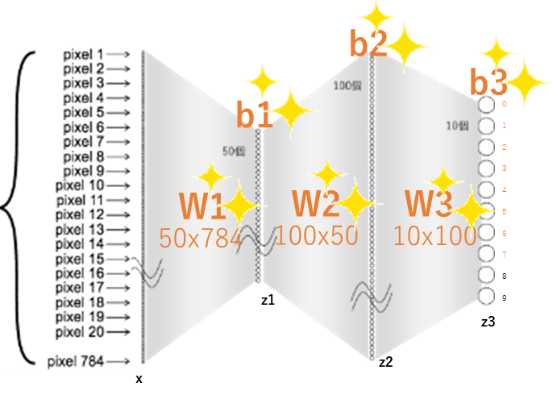 pixel 1
pixel 2
pixel 3
pixel 4
pixel 5
pixel 6
pixel 7
pixel 8
pixel 9
pixel 10
pixel 11
pixel 12
pixel 13
pixel 14
pixel 15
pixel 16
pixel 17
pixel 18
pixel 19
pixel 20
pixel 784
x
b1
50個
W1
50x784
z1
b2
100個
W2
100x50
z2
b3
10個
W3
10x100
0
1
2
3
4
5
6
7
8
9
z3